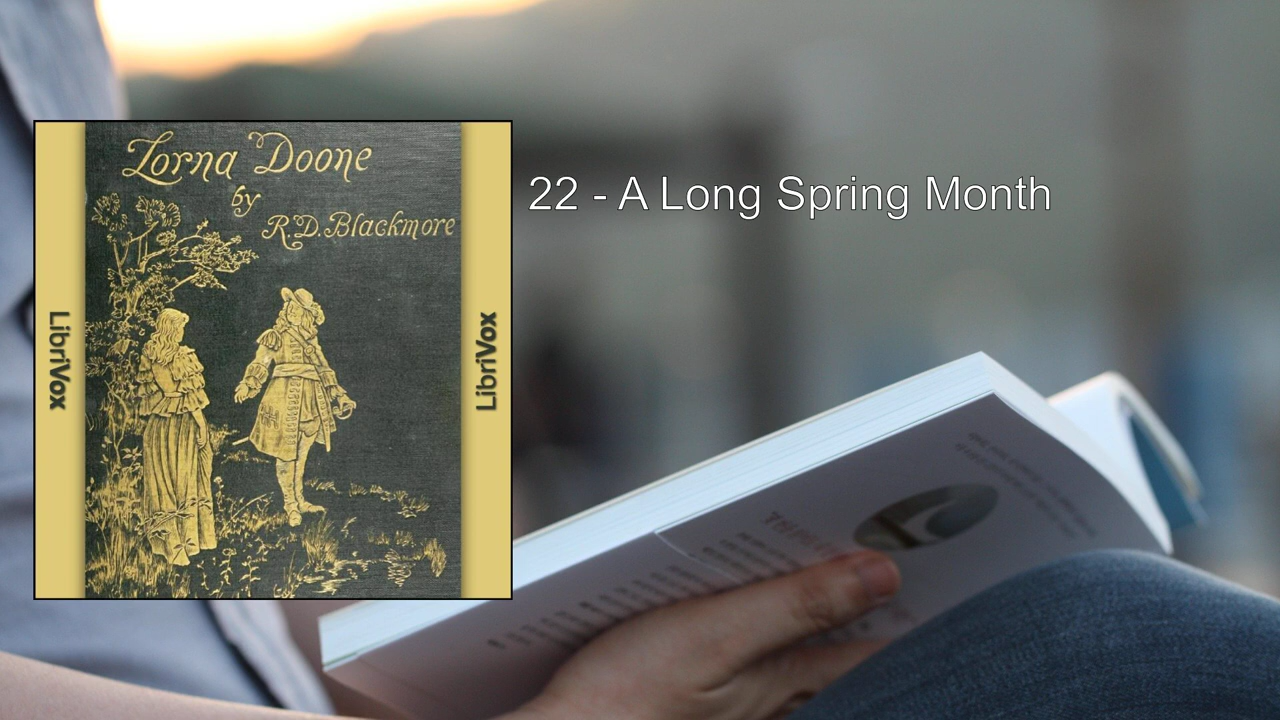 Lorna Doone
by
R.D. Blackmore
LibriVox
LibriVox
22 - A Long Spring Month